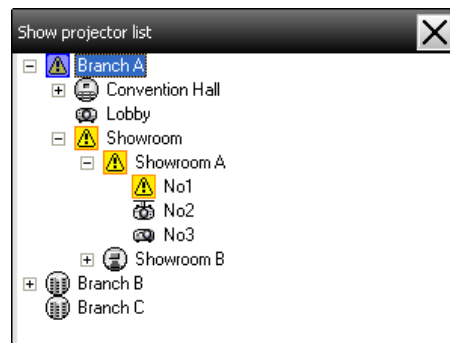 Show projector list
Branch A
Convention Hall
Lobby
Showroom
Showroom A
No1
No2
No3
Showroom B
Branch B
Branch C